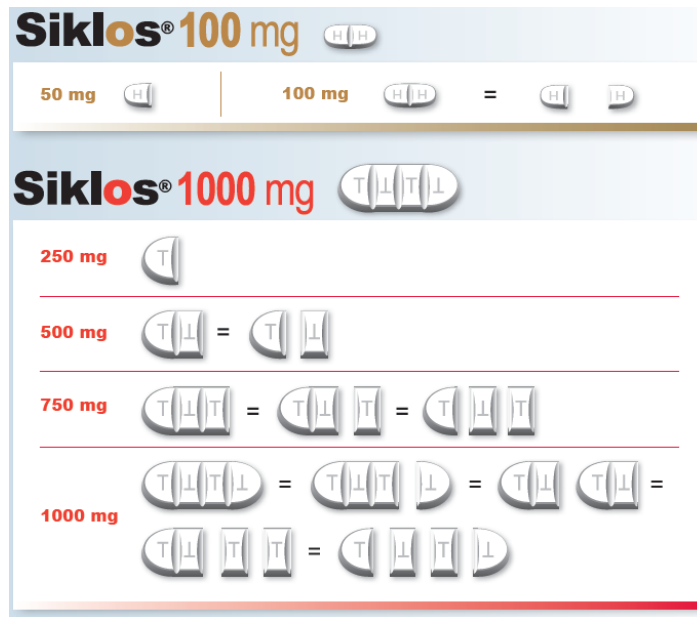 Siklos® 100 mg H H
50 mg H 100 mg H H = H H
Siklos® 1000 mg T T T T
250 mg T
500 mg T T = T T
750 mg T T T = T T T = T T T
1000 mg T T T T = T T T T = T T T T =
T T T T = T T T T